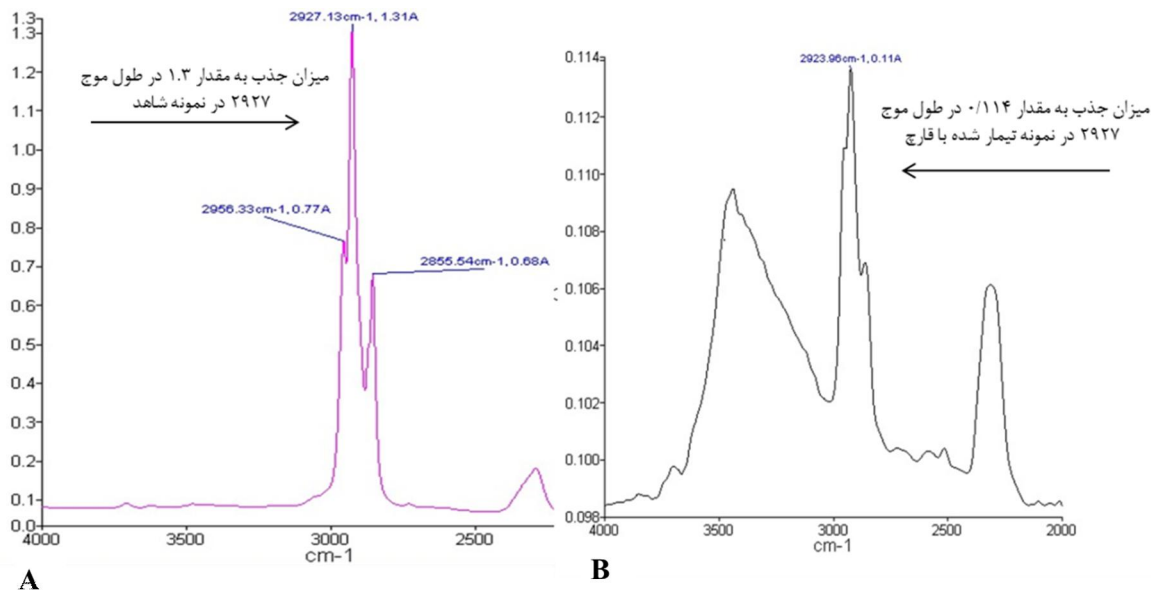 2927.13cm-1, 1.31A
میزان جذب به مقدار ۱.۳ در طول موج
۲۹۲۷ در نمونه شاهد
2956.33cm-1, 0.77A
2855.54cm-1, 0.68A
1.3
1.3
1.2
1.1
1.0
0.9
0.8
0.7
0.6
0.5
0.4
0.3
0.2
0.1
0.0
4000
3500
3000
2500
cm-1
A
2923.96cm-1, 0.11A
میزان جذب به مقدار ۰/۱۱۴ در طول موج
۲۹۲۷ در نمونه تیمار شده با قارچ
0.114
0.112
0.110
0.108
0.106
0.104
0.102
0.100
0.098
4000
3500
3000
2500
2000
cm-1
B